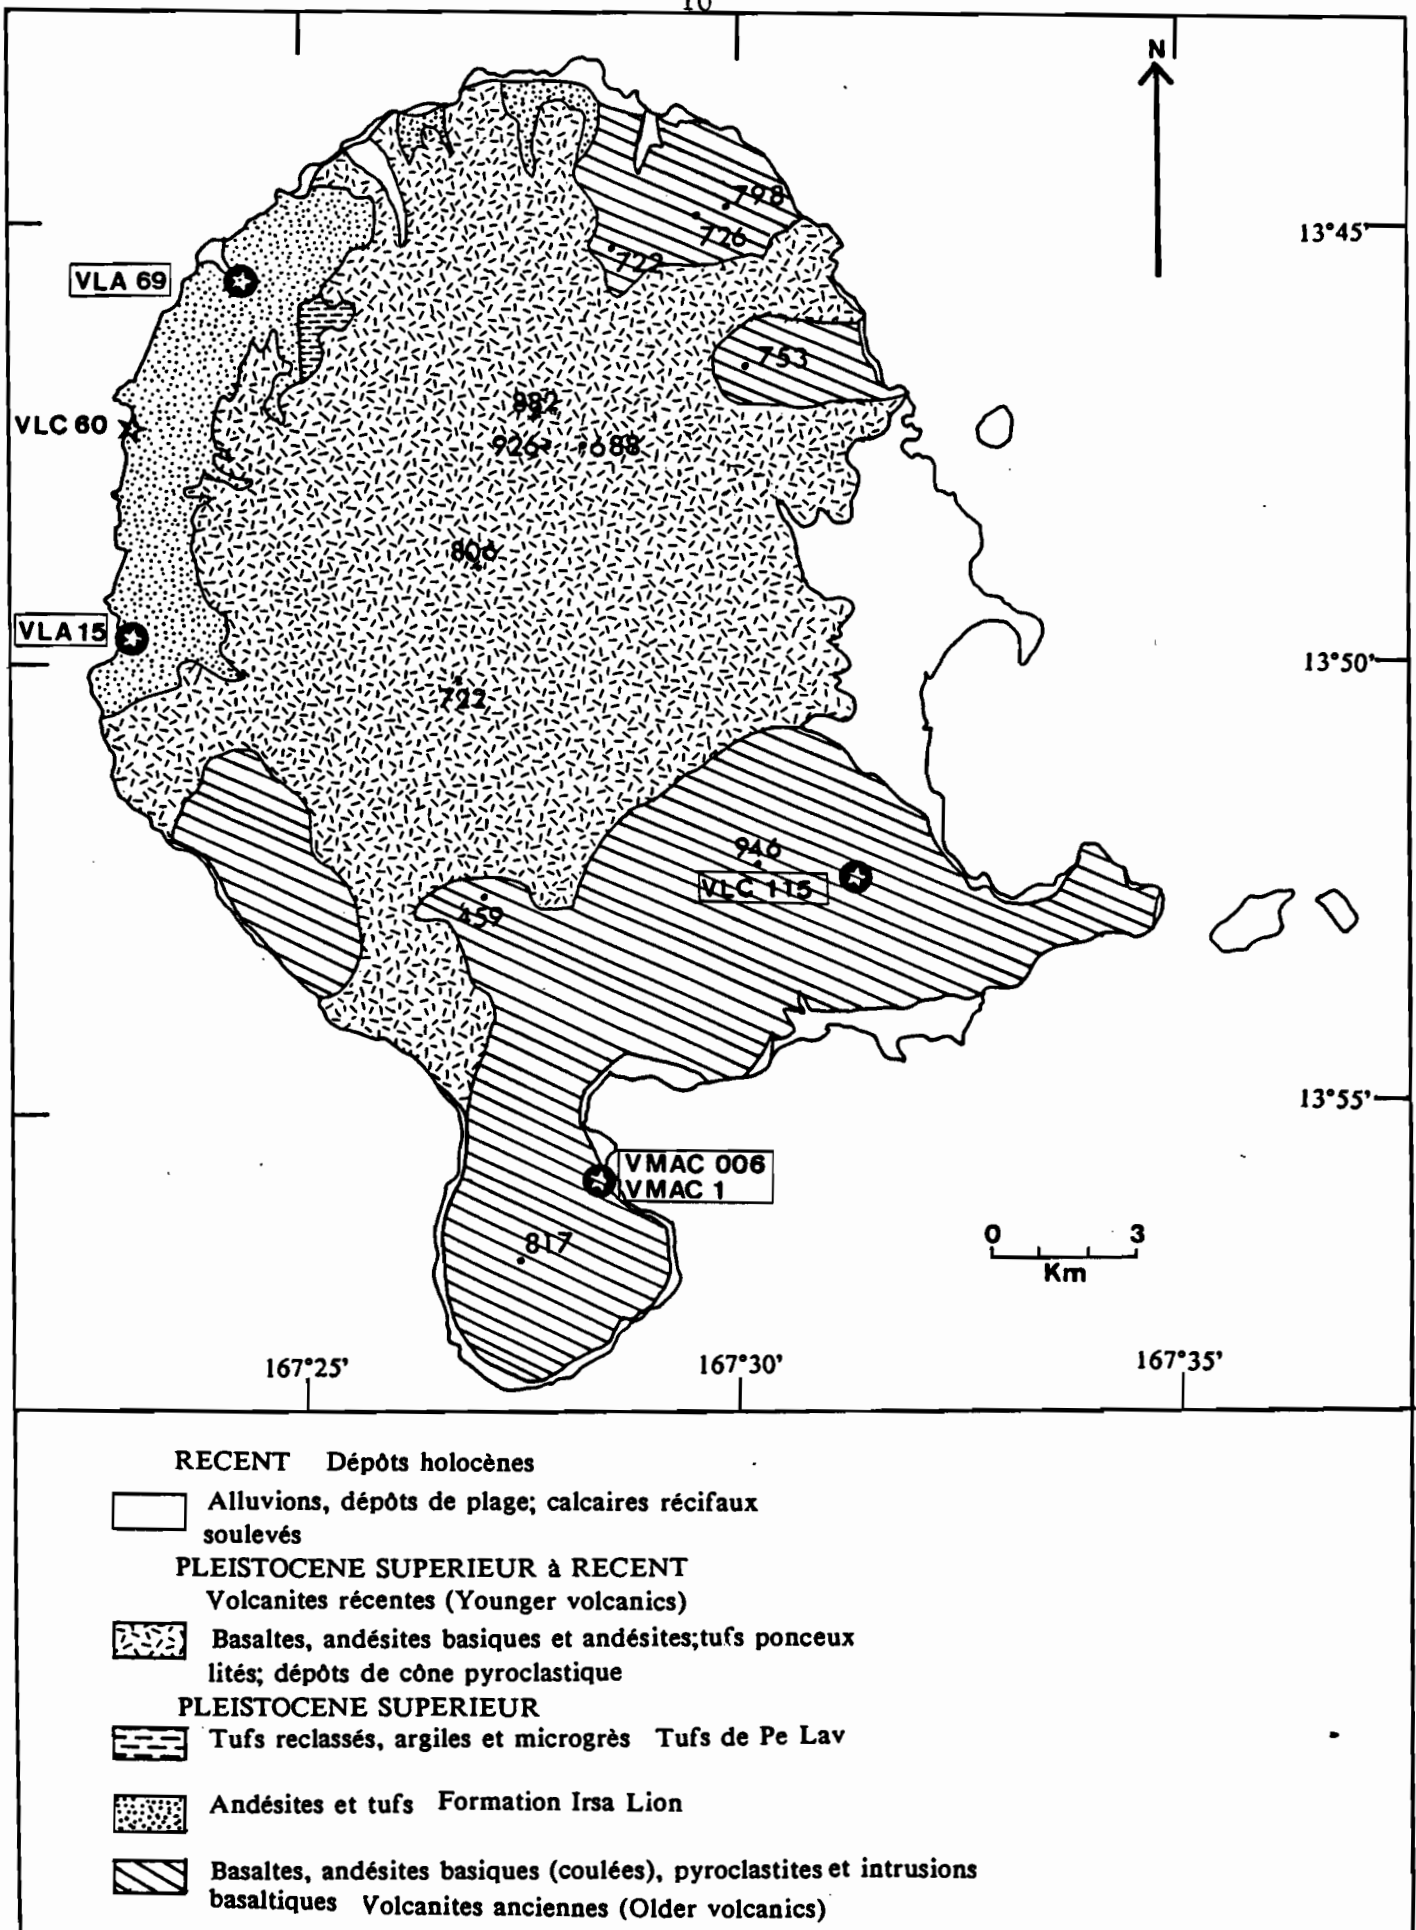 10
N
798
726
13°45'
722
VLA 69
753
882
VLC 60
926 688
806
VLA 15
13°50'
722
946
VLC 115
459
13°55'
VMAC 006
VMAC 1
817
0 3
Km
167°25' 167°30' 167°35'
RECENT Dépôts holocènes
Alluvions, dépôts de plage; calcaires récifaux
soulevés
PLEISTOCENE SUPERIEUR à RECENT
Volcanites récentes (Younger volcanics)
Basaltes, andésites basiques et andésites;tufs ponceux
lités; dépôts de cône pyroclastique
PLEISTOCENE SUPERIEUR
Tufs reclassés, argiles et microgrès Tufs de Pe Lav
Andésites et tufs Formation Irsa Lion
Basaltes, andésites basiques (coulées), pyroclastites et intrusions
basaltiques Volcanites anciennes (Older volcanics)